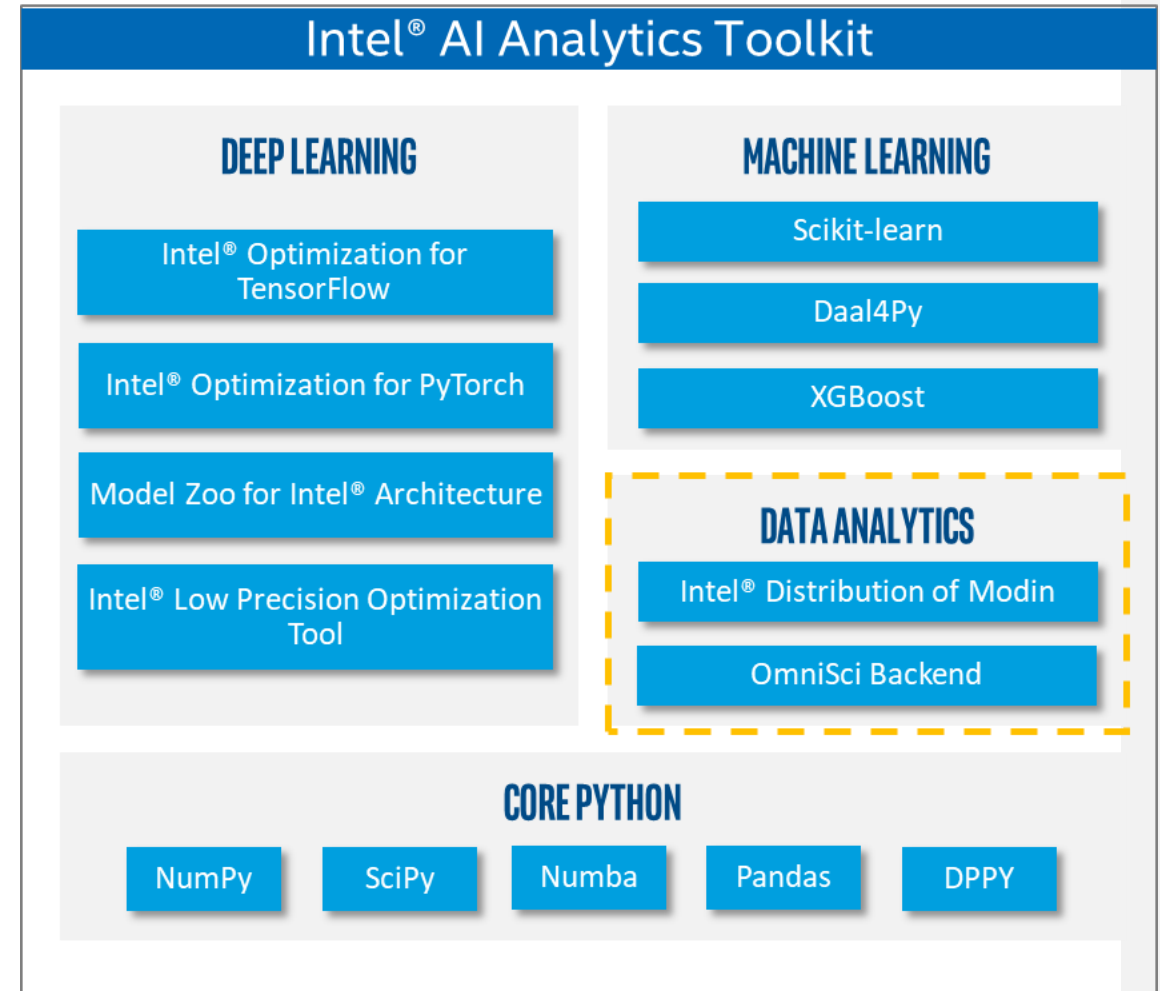 Intel® AI Analytics Toolkit
DEEP LEARNING
Intel® Optimization for
TensorFlow
Intel® Optimization for PyTorch
Model Zoo for Intel® Architecture
Intel® Low Precision Optimization
Tool
MACHINE LEARNING
Scikit-learn
Daal4Py
XGBoost
DATA ANALYTICS
Intel® Distribution of Modin
OmniSci Backend
CORE PYTHON
NumPy
SciPy
Numba
Pandas
DPPY